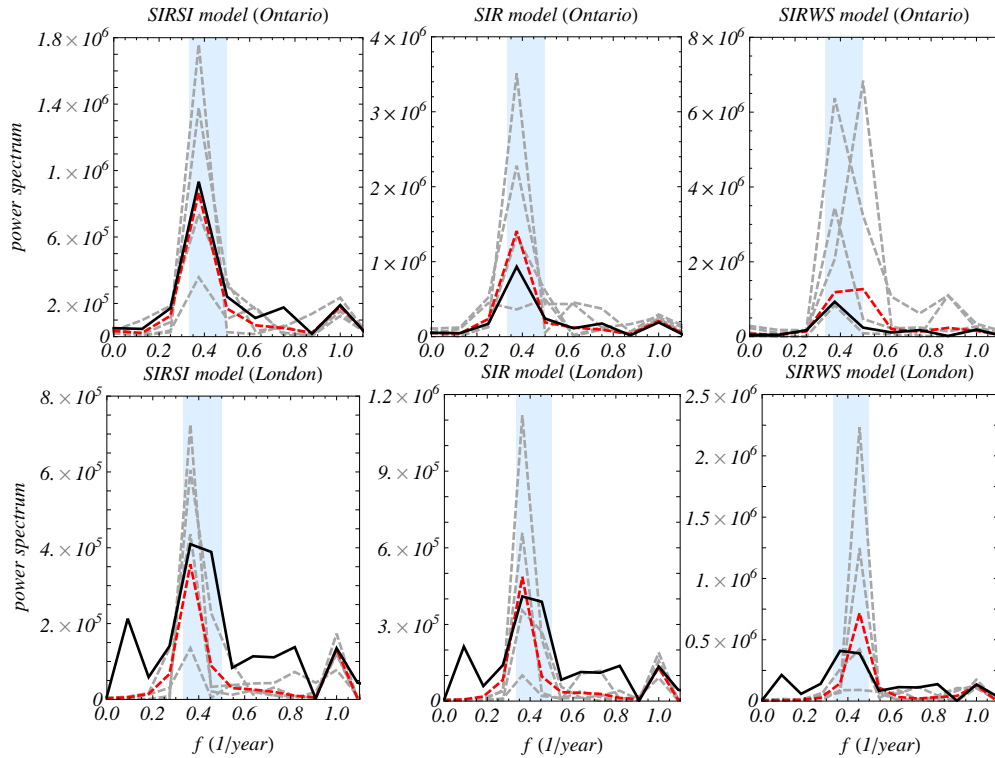 SIRSI model (Ontario) SIR model (Ontario) SIRWS model (Ontario)
1.8 × 10^6 4 × 10^6 8 × 10^6
1.4 × 10^6 3 × 10^6 6 × 10^6
1. × 10^6 2 × 10^6 4 × 10^6
6. × 10^5 1 × 10^6 2 × 10^6
2. × 10^5
0 0 0
power spectrum
0.0 0.2 0.4 0.6 0.8 1.0 0.0 0.2 0.4 0.6 0.8 1.0 0.0 0.2 0.4 0.6 0.8 1.0
SIRSI model (London) SIR model (London) SIRWS model (London)
8. × 10^5 1.2 × 10^6 2.5 × 10^6
6. × 10^5 9. × 10^5 2. × 10^6
4. × 10^5 6. × 10^5 1.5 × 10^6
2. × 10^5 3. × 10^5 1. × 10^6
0.5 × 10^6
0 0 0
power spectrum
0.0 0.2 0.4 0.6 0.8 1.0 0.0 0.2 0.4 0.6 0.8 1.0 0.0 0.2 0.4 0.6 0.8 1.0
f (1/year) f (1/year) f (1/year)